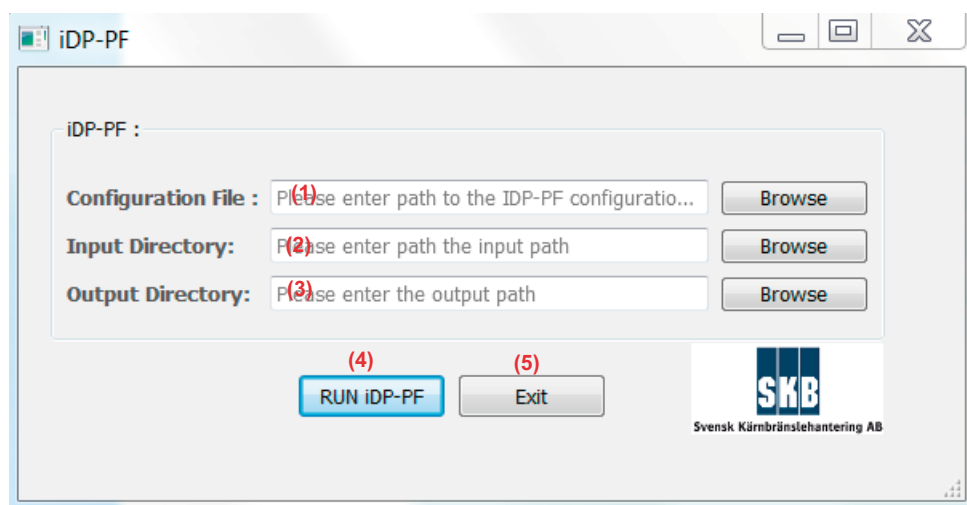 iDP-PF
iDP-PF :
Configuration File : Please enter path to the IDP-PF configuratio... Browse
(1)
Input Directory: Please enter path the input path Browse
(2)
Output Directory: Please enter the output path Browse
(3)
(4) (5)
RUN iDP-PF Exit
SKB
Svensk Kärnbränslehantering AB